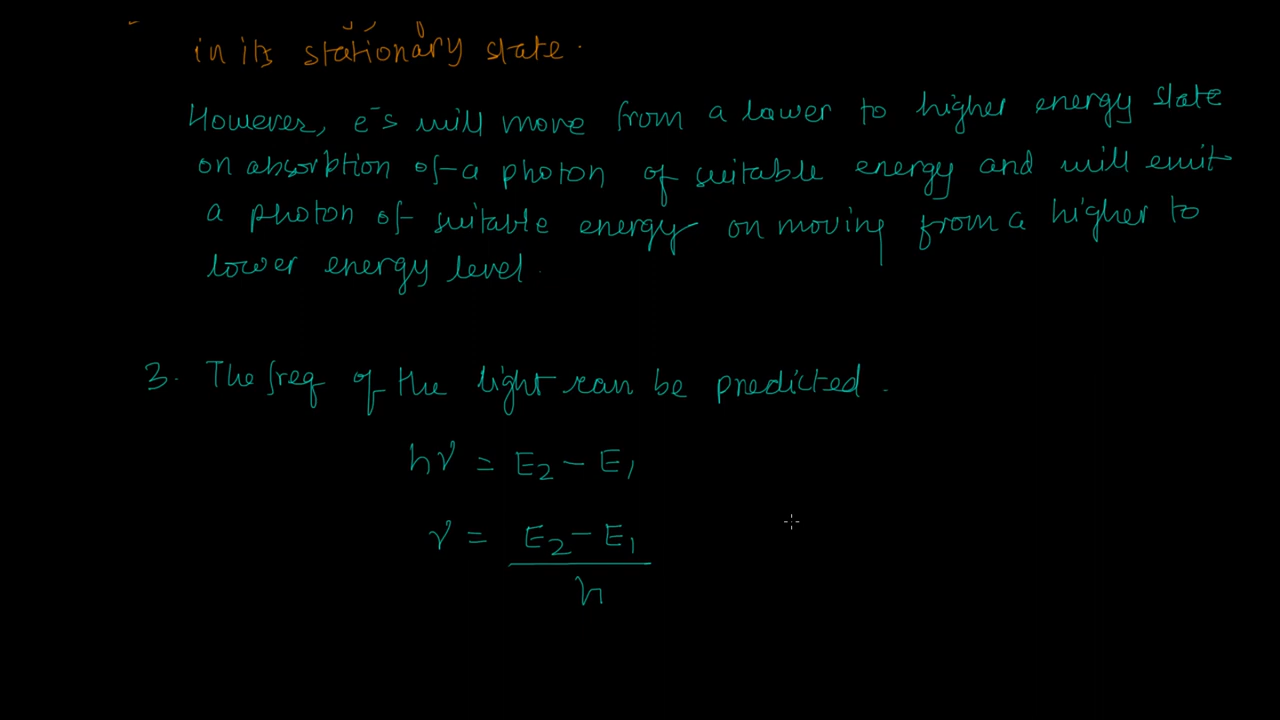 in its stationary state.
However, e⁻s will move from a lower to higher energy state
on absorption of a photon of suitable energy and will emit
a photon of suitable energy on moving from a higher to
lower energy level.
3. The freq of the light can be predicted.
hν = E₂ - E₁
ν = E₂ - E₁
h